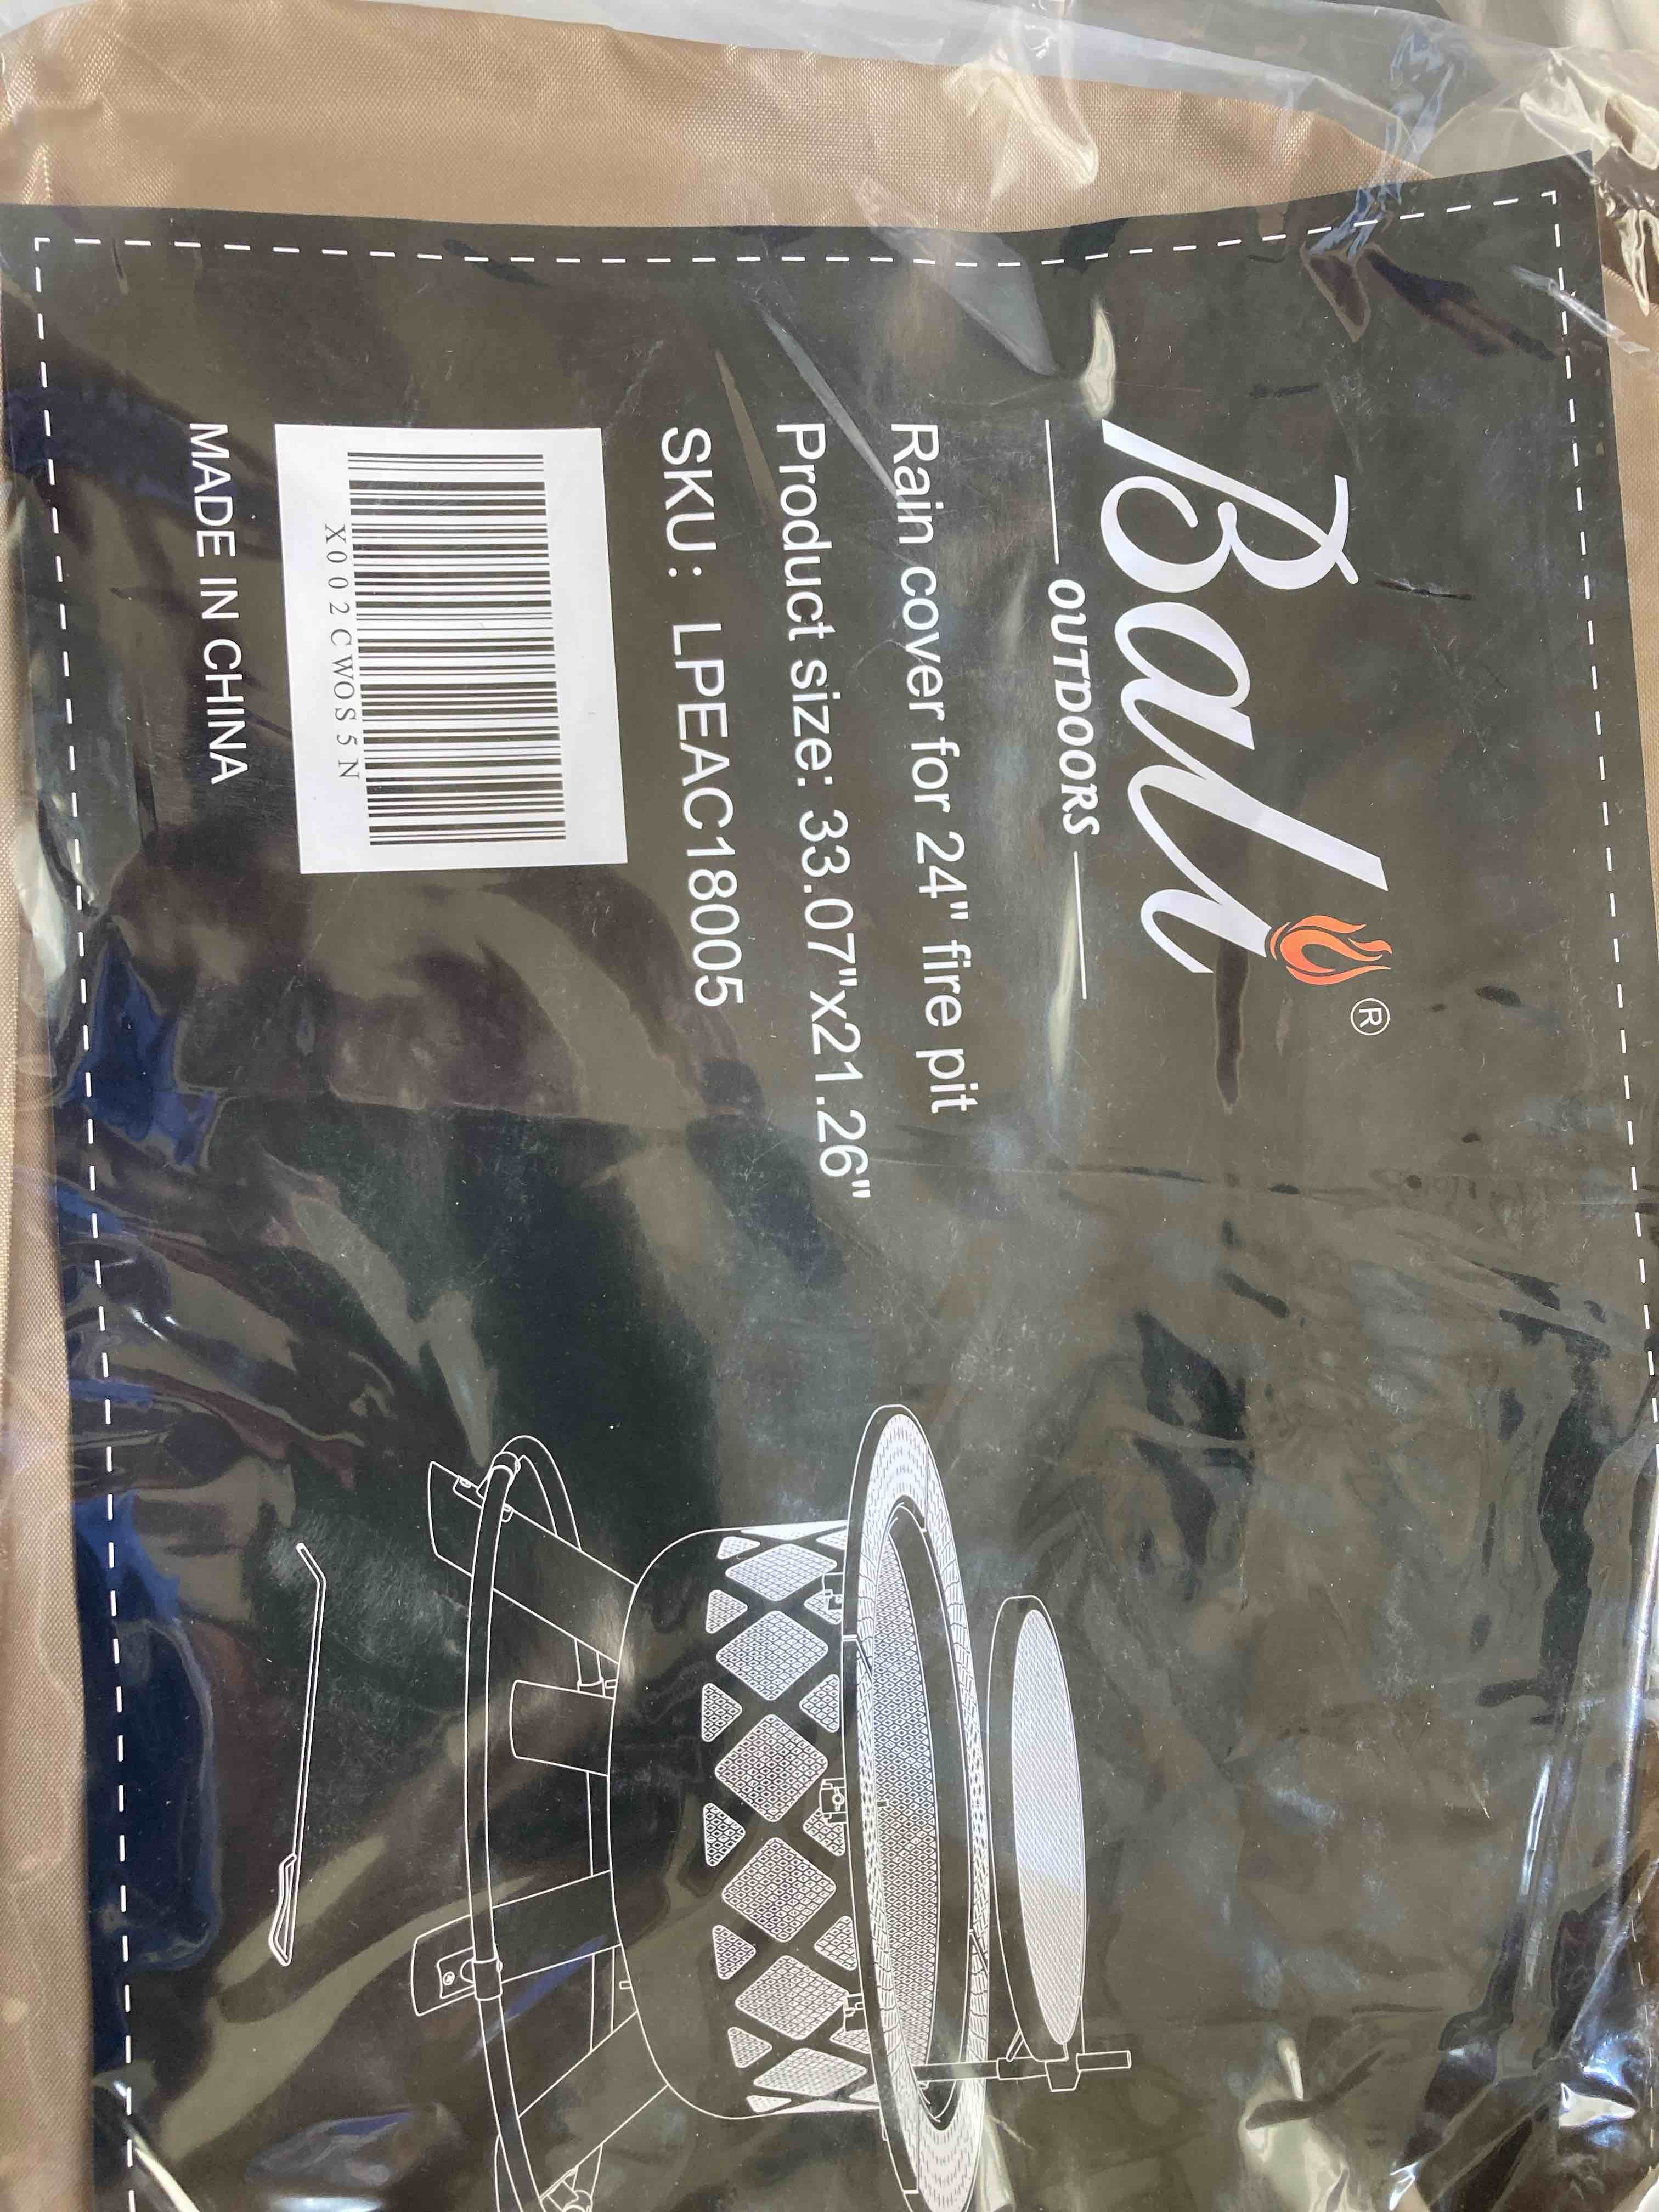 Bali®
OUTDOORS
Rain cover for 24" fire pit
Product size: 33.07"x21.26"
SKU: LPEAC18005
X002CWOS5N
MADE IN CHINA